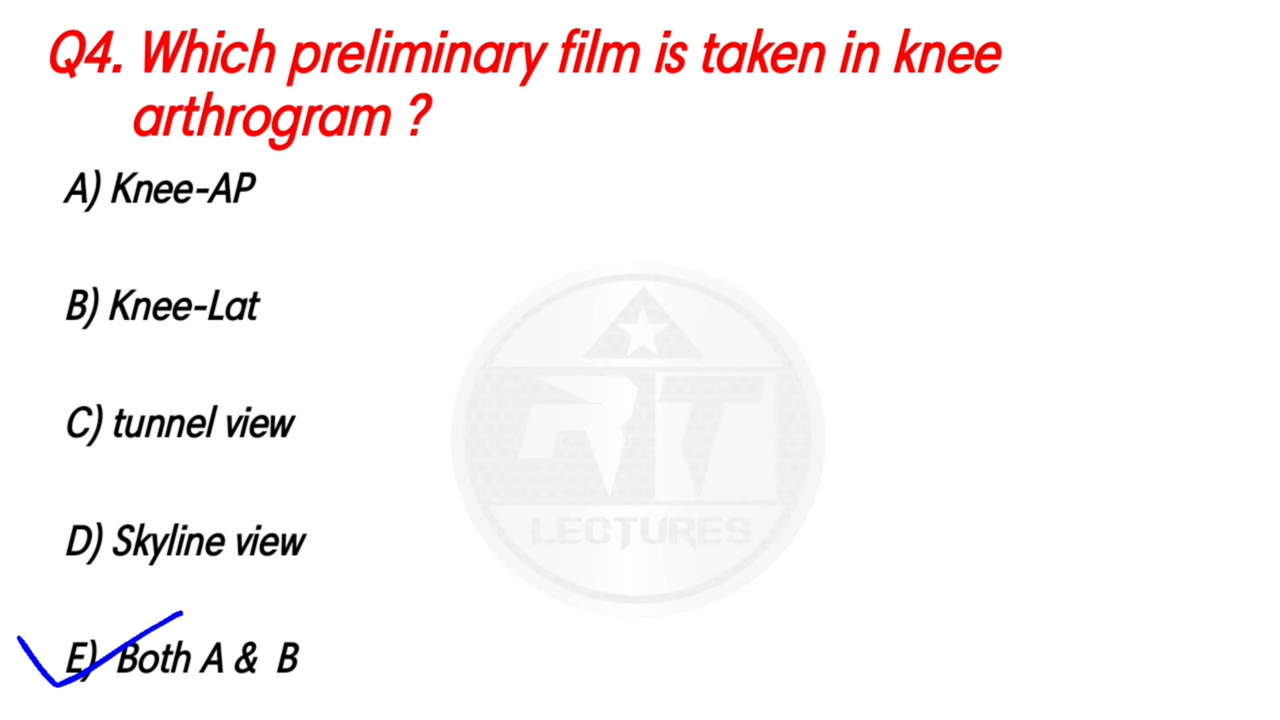 Q4. Which preliminary film is taken in knee
arthrogram ?
A) Knee-AP
B) Knee-Lat
C) tunnel view
D) Skyline view
E) Both A & B
RT
LECTURES